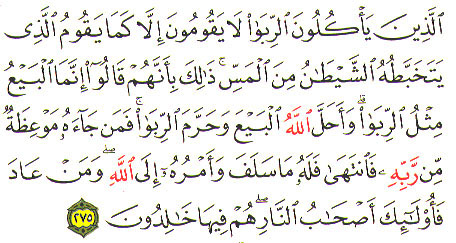 ٱلَّذِينَ يَأْكُلُونَ ٱلرِّبَوٰا۟ لَا يَقُومُونَ إِلَّا كَمَا يَقُومُ ٱلَّذِى
يَتَخَبَّطُهُ ٱلشَّيْطَـٰنُ مِنَ ٱلْمَسِّ ۚ ذَٰلِكَ بِأَنَّهُمْ قَالُوٓا۟ إِنَّمَا ٱلْبَيْعُ
مِثْلُ ٱلرِّبَوٰا۟ ۗ وَأَحَلَّ ٱللَّهُ ٱلْبَيْعَ وَحَرَّمَ ٱلرِّبَوٰا۟ ۚ فَمَن جَآءَهُۥ مَوْعِظَةٌ
مِّن رَّبِّهِۦ فَٱنتَهَىٰ فَلَهُۥ مَا سَلَفَ وَأَمْرُهُۥٓ إِلَى ٱللَّهِ ۖ وَمَنْ عَادَ
فَأُو۟لَـٰٓئِكَ أَصْحَـٰبُ ٱلنَّارِ ۖ هُمْ فِيهَا خَـٰلِدُونَ ٢٧٥